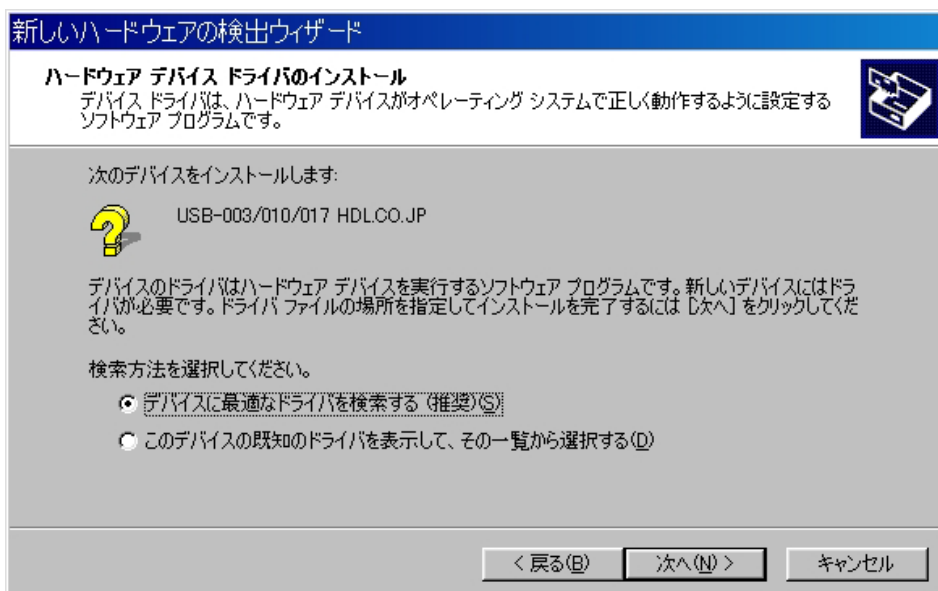 新しいハードウェアの検出ウィザード
ハードウェア デバイス ドライバのインストール
デバイス ドライバは、ハードウェア デバイスがオペレーティング システムで正しく動作するように設定する
ソフトウェア プログラムです。
次のデバイスをインストールします:
USB-003/010/017 HDL.CO.JP
デバイスのドライバはハードウェア デバイスを実行するソフトウェア プログラムです。新しいデバイスにはドラ
イバが必要です。ドライバ ファイルの場所を指定してインストールを完了するには [次へ] をクリックしてくだ
さい。
検索方法を選択してください。
デバイスに最適なドライバを検索する (推奨)(S)
このデバイスの既知のドライバを表示して、その一覧から選択する(D)
< 戻る(B)
次へ(N) >
キャンセル